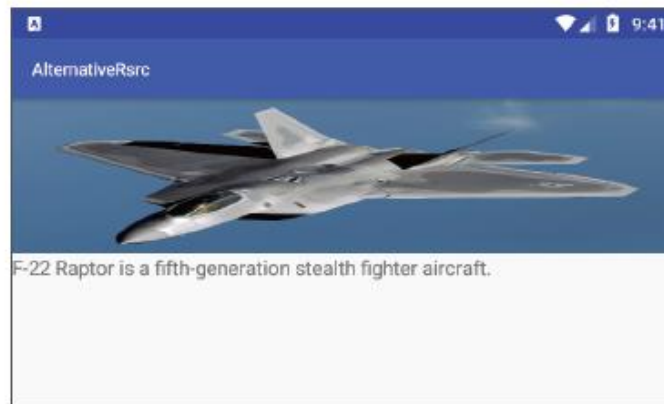 A
9:41
AlternativeRsrc
F-22 Raptor is a fifth-generation stealth fighter aircraft.